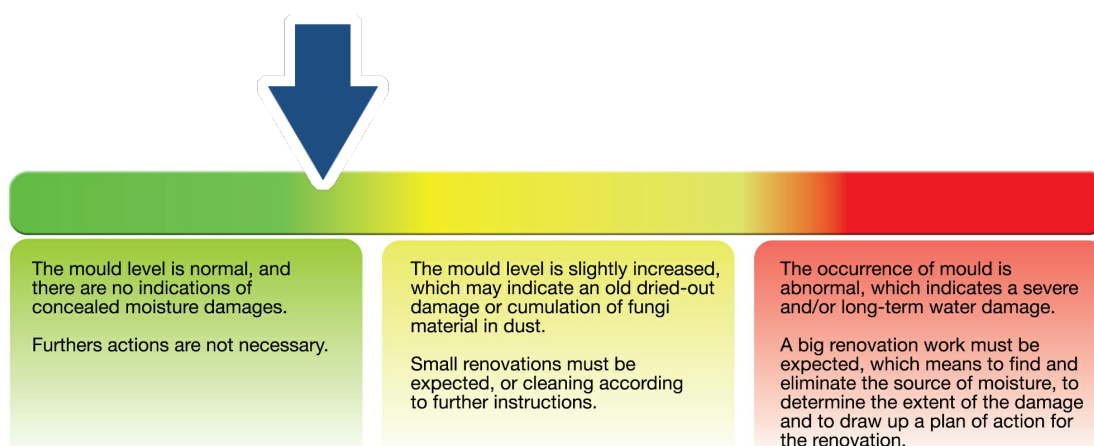 The mould level is normal, and
there are no indications of
concealed moisture damages.
Furthers actions are not necessary.
The mould level is slightly increased,
which may indicate an old dried-out
damage or cumulation of fungi
material in dust.
Small renovations must be
expected, or cleaning according
to further instructions.
The occurrence of mould is
abnormal, which indicates a severe
and/or long-term water damage.
A big renovation work must be
expected, which means to find and
eliminate the source of moisture, to
determine the extent of the damage
and to draw up a plan of action for
the renovation.